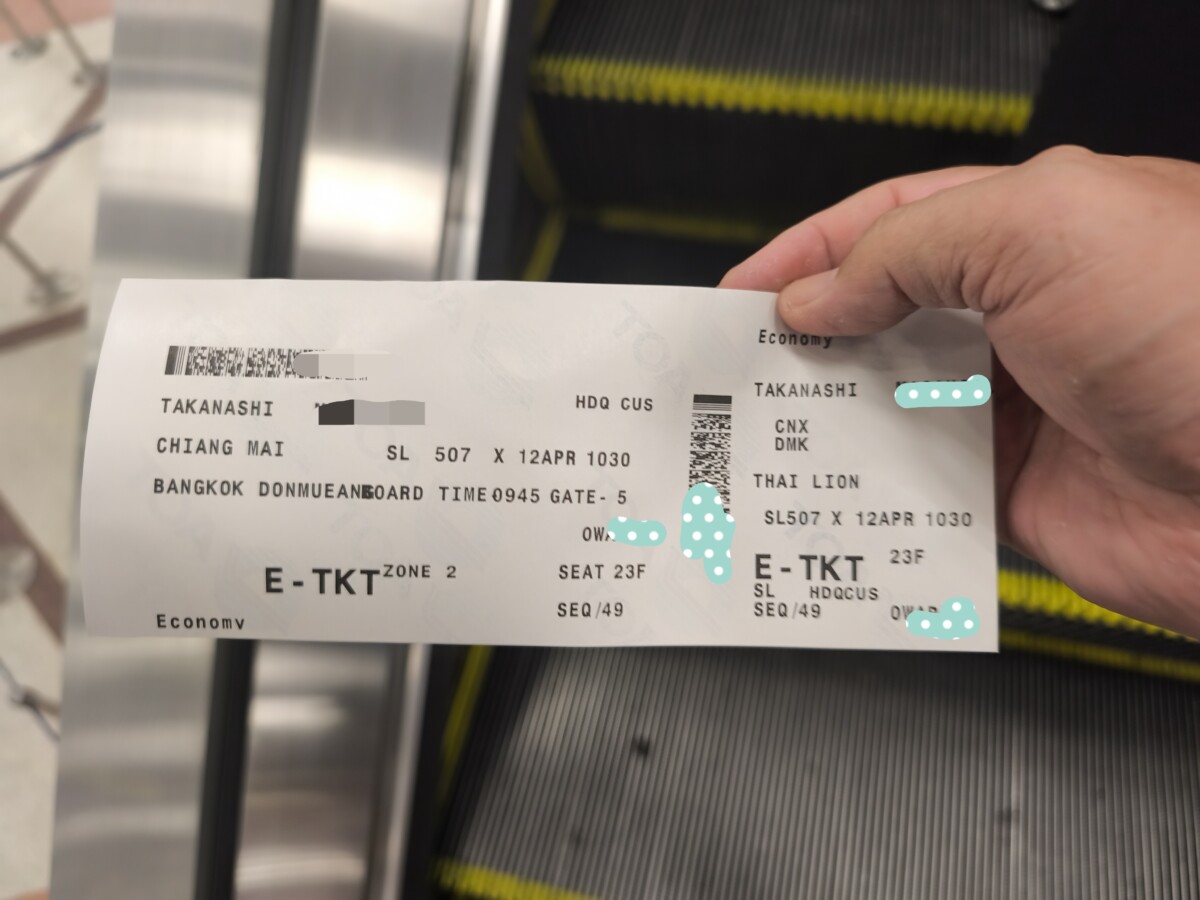 TAKANASHI
HDQ CUS
CHIANG MAI SL 507 X 12APR 1030
BANGKOK DONMUEANG BOARD TIME-0945 GATE- 5
SEAT 23F
E-TKT ZONE 2
SEQ/49
Economy
Economy
TAKANASHI
CNX
DMK
THAI LION
SL507 X 12APR 1030
E-TKT 23F
SL HDQCUS
SEQ/49